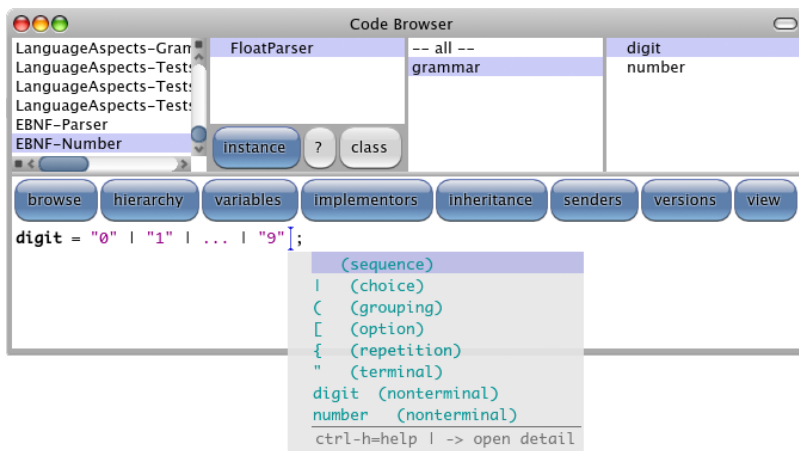 Code Browser
LanguageAspects-Gram
LanguageAspects-Tests
LanguageAspects-Tests
LanguageAspects-Tests
EBNF-Parser
EBNF-Number
FloatParser
instance ? class
-- all --
grammar
digit
number
browse hierarchy variables implementors inheritance senders versions view
digit = "0" | "1" | ... | "9" ;
(sequence)
| (choice)
( (grouping)
[ (option)
{ (repetition)
" (terminal)
digit (nonterminal)
number (nonterminal)
ctrl-h=help | -> open detail